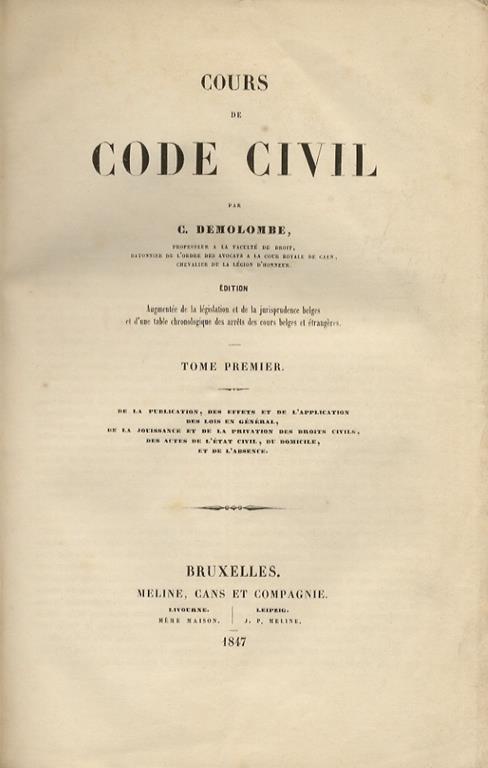 COURS
DE
CODE CIVIL
PAR
C. DEMOLOMBE,
PROFESSEUR A LA FACULTÉ DE DROIT,
BATONNIER DE L'ORDRE DES AVOCATS A LA COUR ROYALE DE CAEN,
CHEVALIER DE LA LÉGION D'HONNEUR.
ÉDITION
Augmentée de la législation et de la jurisprudence belges
et d'une table chronologique des arrêts des cours belges et étrangères.
TOME PREMIER.
DE LA PUBLICATION, DES EFFETS ET DE L'APPLICATION
DES LOIS EN GÉNÉRAL,
DE LA JOUISSANCE ET DE LA PRIVATION DES DROITS CIVILS,
DES ACTES DE L'ÉTAT CIVIL, DU DOMICILE,
ET DE L'ABSENCE.
BRUXELLES.
MELINE, CANS ET COMPAGNIE.
LIVOURNE. LEIPZIG.
MÊME MAISON. J. P. MELINE.
1847